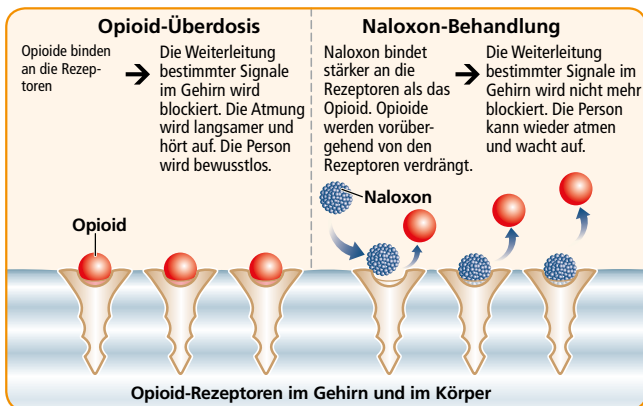 Opioid-Überdosis
Opioide binden
an die Rezep-
toren
Die Weiterleitung
bestimmter Signale
im Gehirn wird
blockiert. Die Atmung
wird langsamer und
hört auf. Die Person
wird bewusstlos.
Naloxon-Behandlung
Naloxon bindet
stärker an die
Rezeptoren als das
Opioid. Opioide
werden vorüber-
gehend von den
Rezeptoren verdrängt.
Die Weiterleitung
bestimmter Signale im
Gehirn wird nicht mehr
blockiert. Die Person
kann wieder atmen
und wacht auf.
Opioid
Naloxon
Opioid-Rezeptoren im Gehirn und im Körper